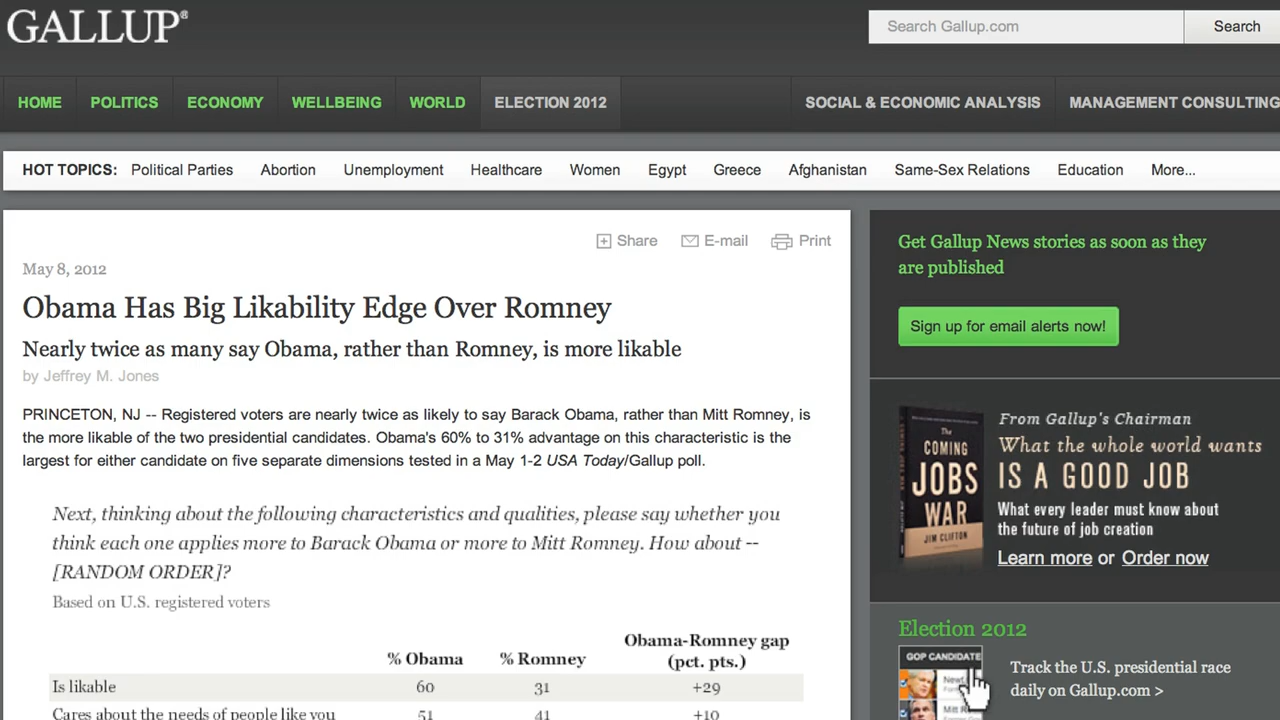 GALLUP®
Search Gallup.com
Search
HOME POLITICS ECONOMY WELLBEING WORLD ELECTION 2012 SOCIAL & ECONOMIC ANALYSIS MANAGEMENT CONSULTING
HOT TOPICS: Political Parties Abortion Unemployment Healthcare Women Egypt Greece Afghanistan Same-Sex Relations Education More...
Share E-mail Print
May 8, 2012
Obama Has Big Likability Edge Over Romney
Nearly twice as many say Obama, rather than Romney, is more likable
by Jeffrey M. Jones
PRINCETON, NJ -- Registered voters are nearly twice as likely to say Barack Obama, rather than Mitt Romney, is
the more likable of the two presidential candidates. Obama's 60% to 31% advantage on this characteristic is the
largest for either candidate on five separate dimensions tested in a May 1-2 USA Today/Gallup poll.
Next, thinking about the following characteristics and qualities, please say whether you
think each one applies more to Barack Obama or more to Mitt Romney. How about --
[RANDOM ORDER]?
Based on U.S. registered voters
% Obama % Romney Obama-Romney gap
(pct. pts.)
Is likable 60 31 +29
Cares about the needs of people like you 51 41 +10
Get Gallup News stories as soon as they
are published
Sign up for email alerts now!
The
COMING
JOBS
WAR
JIM CLIFTON
From Gallup's Chairman
What the whole world wants
IS A GOOD JOB
What every leader must know about
the future of job creation
Learn more or Order now
Election 2012
GOP CANDIDATE
Mitt R
Track the U.S. presidential race
daily on Gallup.com >